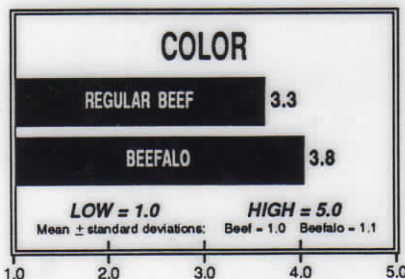 COLOR
REGULAR BEEF 3.3
BEEFALO 3.8
LOW = 1.0 HIGH = 5.0
Mean ± standard deviations: Beef = 1.0 Beefalo = 1.1
1.0 2.0 3.0 4.0 5.0